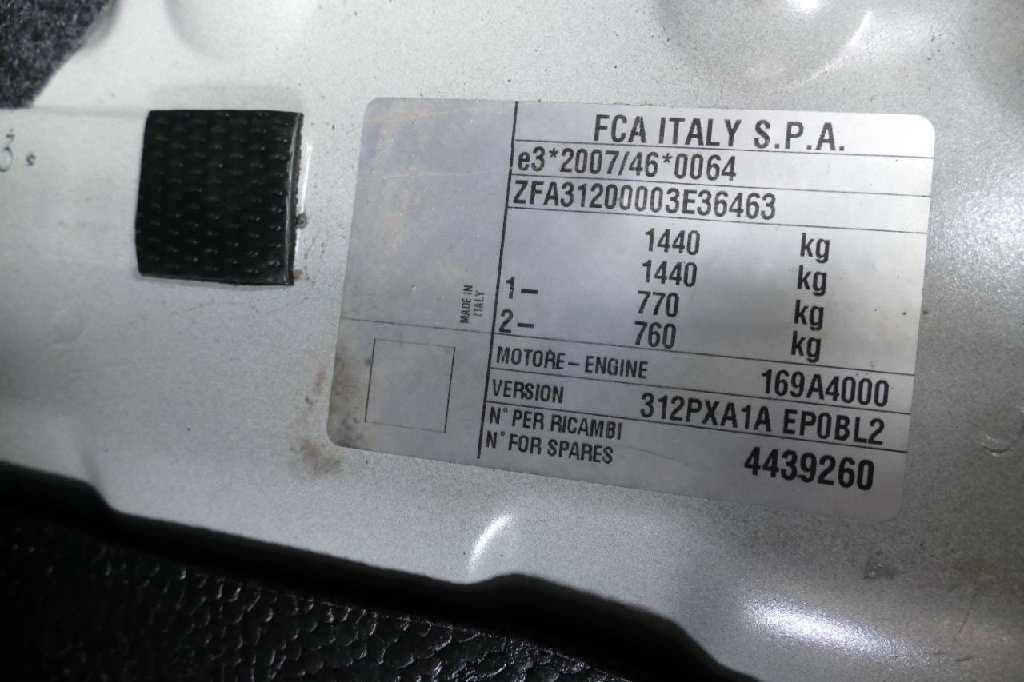 FCA ITALY S.P.A.
e3*2007/46*0064
ZFA31200003E36463
1440 kg
1440 kg
1– 770 kg
2– 760 kg
MADE IN
ITALY
MOTORE – ENGINE 169A4000
VERSION 312PXA1A EP0BL2
N° PER RICAMBI
N° FOR SPARES 4439260
3.